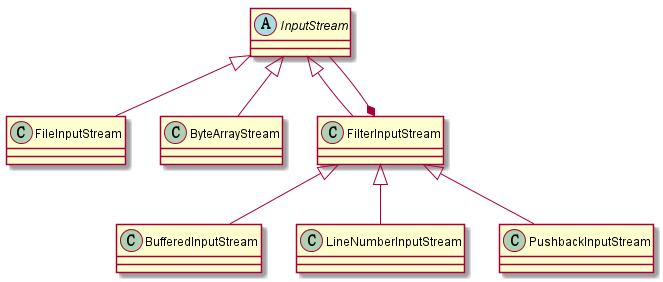 A InputStream
C FileInputStream
C ByteArrayStream
C FilterInputStream
C BufferedInputStream
C LineNumberInputStream
C PushbackInputStream